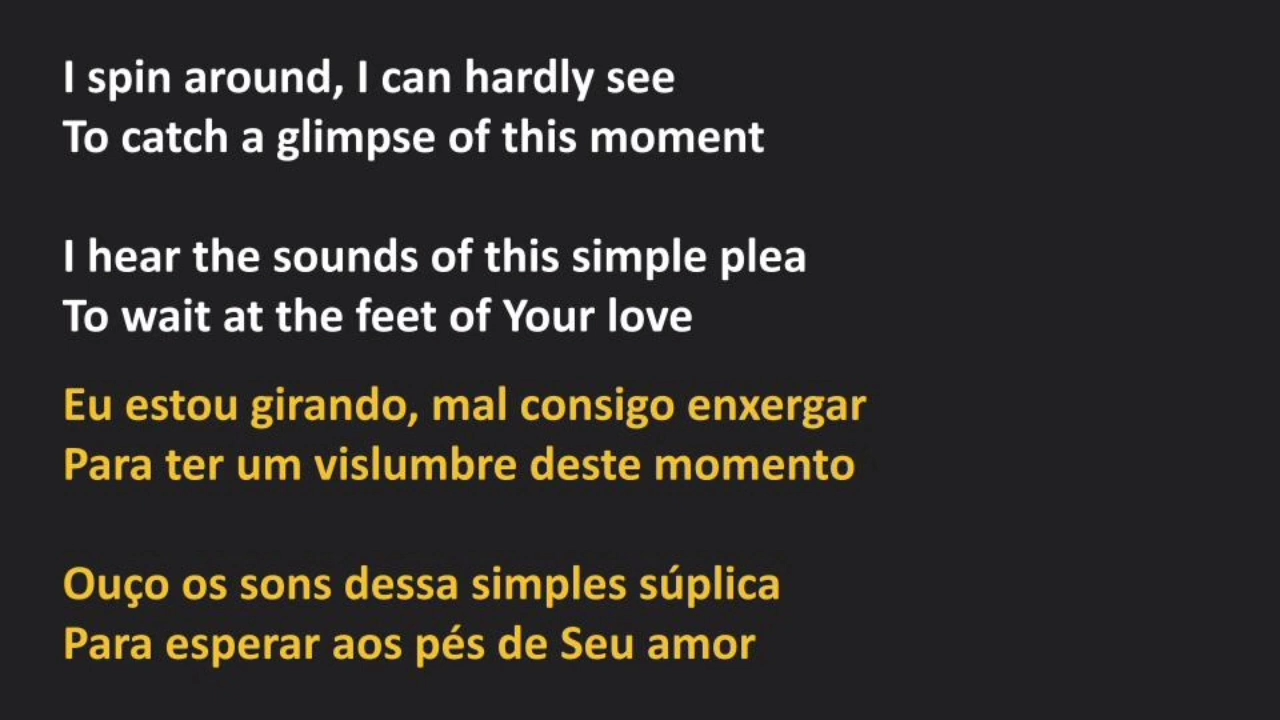 I spin around, I can hardly see
To catch a glimpse of this moment
I hear the sounds of this simple plea
To wait at the feet of Your love
Eu estou girando, mal consigo enxergar
Para ter um vislumbre deste momento
Ouço os sons dessa simples súplica
Para esperar aos pés de Seu amor